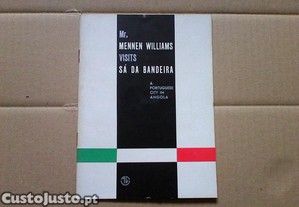 Mr.
MENNEN WILLIAMS
VISITS
SÁ DA BANDEIRA
A
PORTUGUESE
CITY IN
ANGOLA
CustoJusto.pt